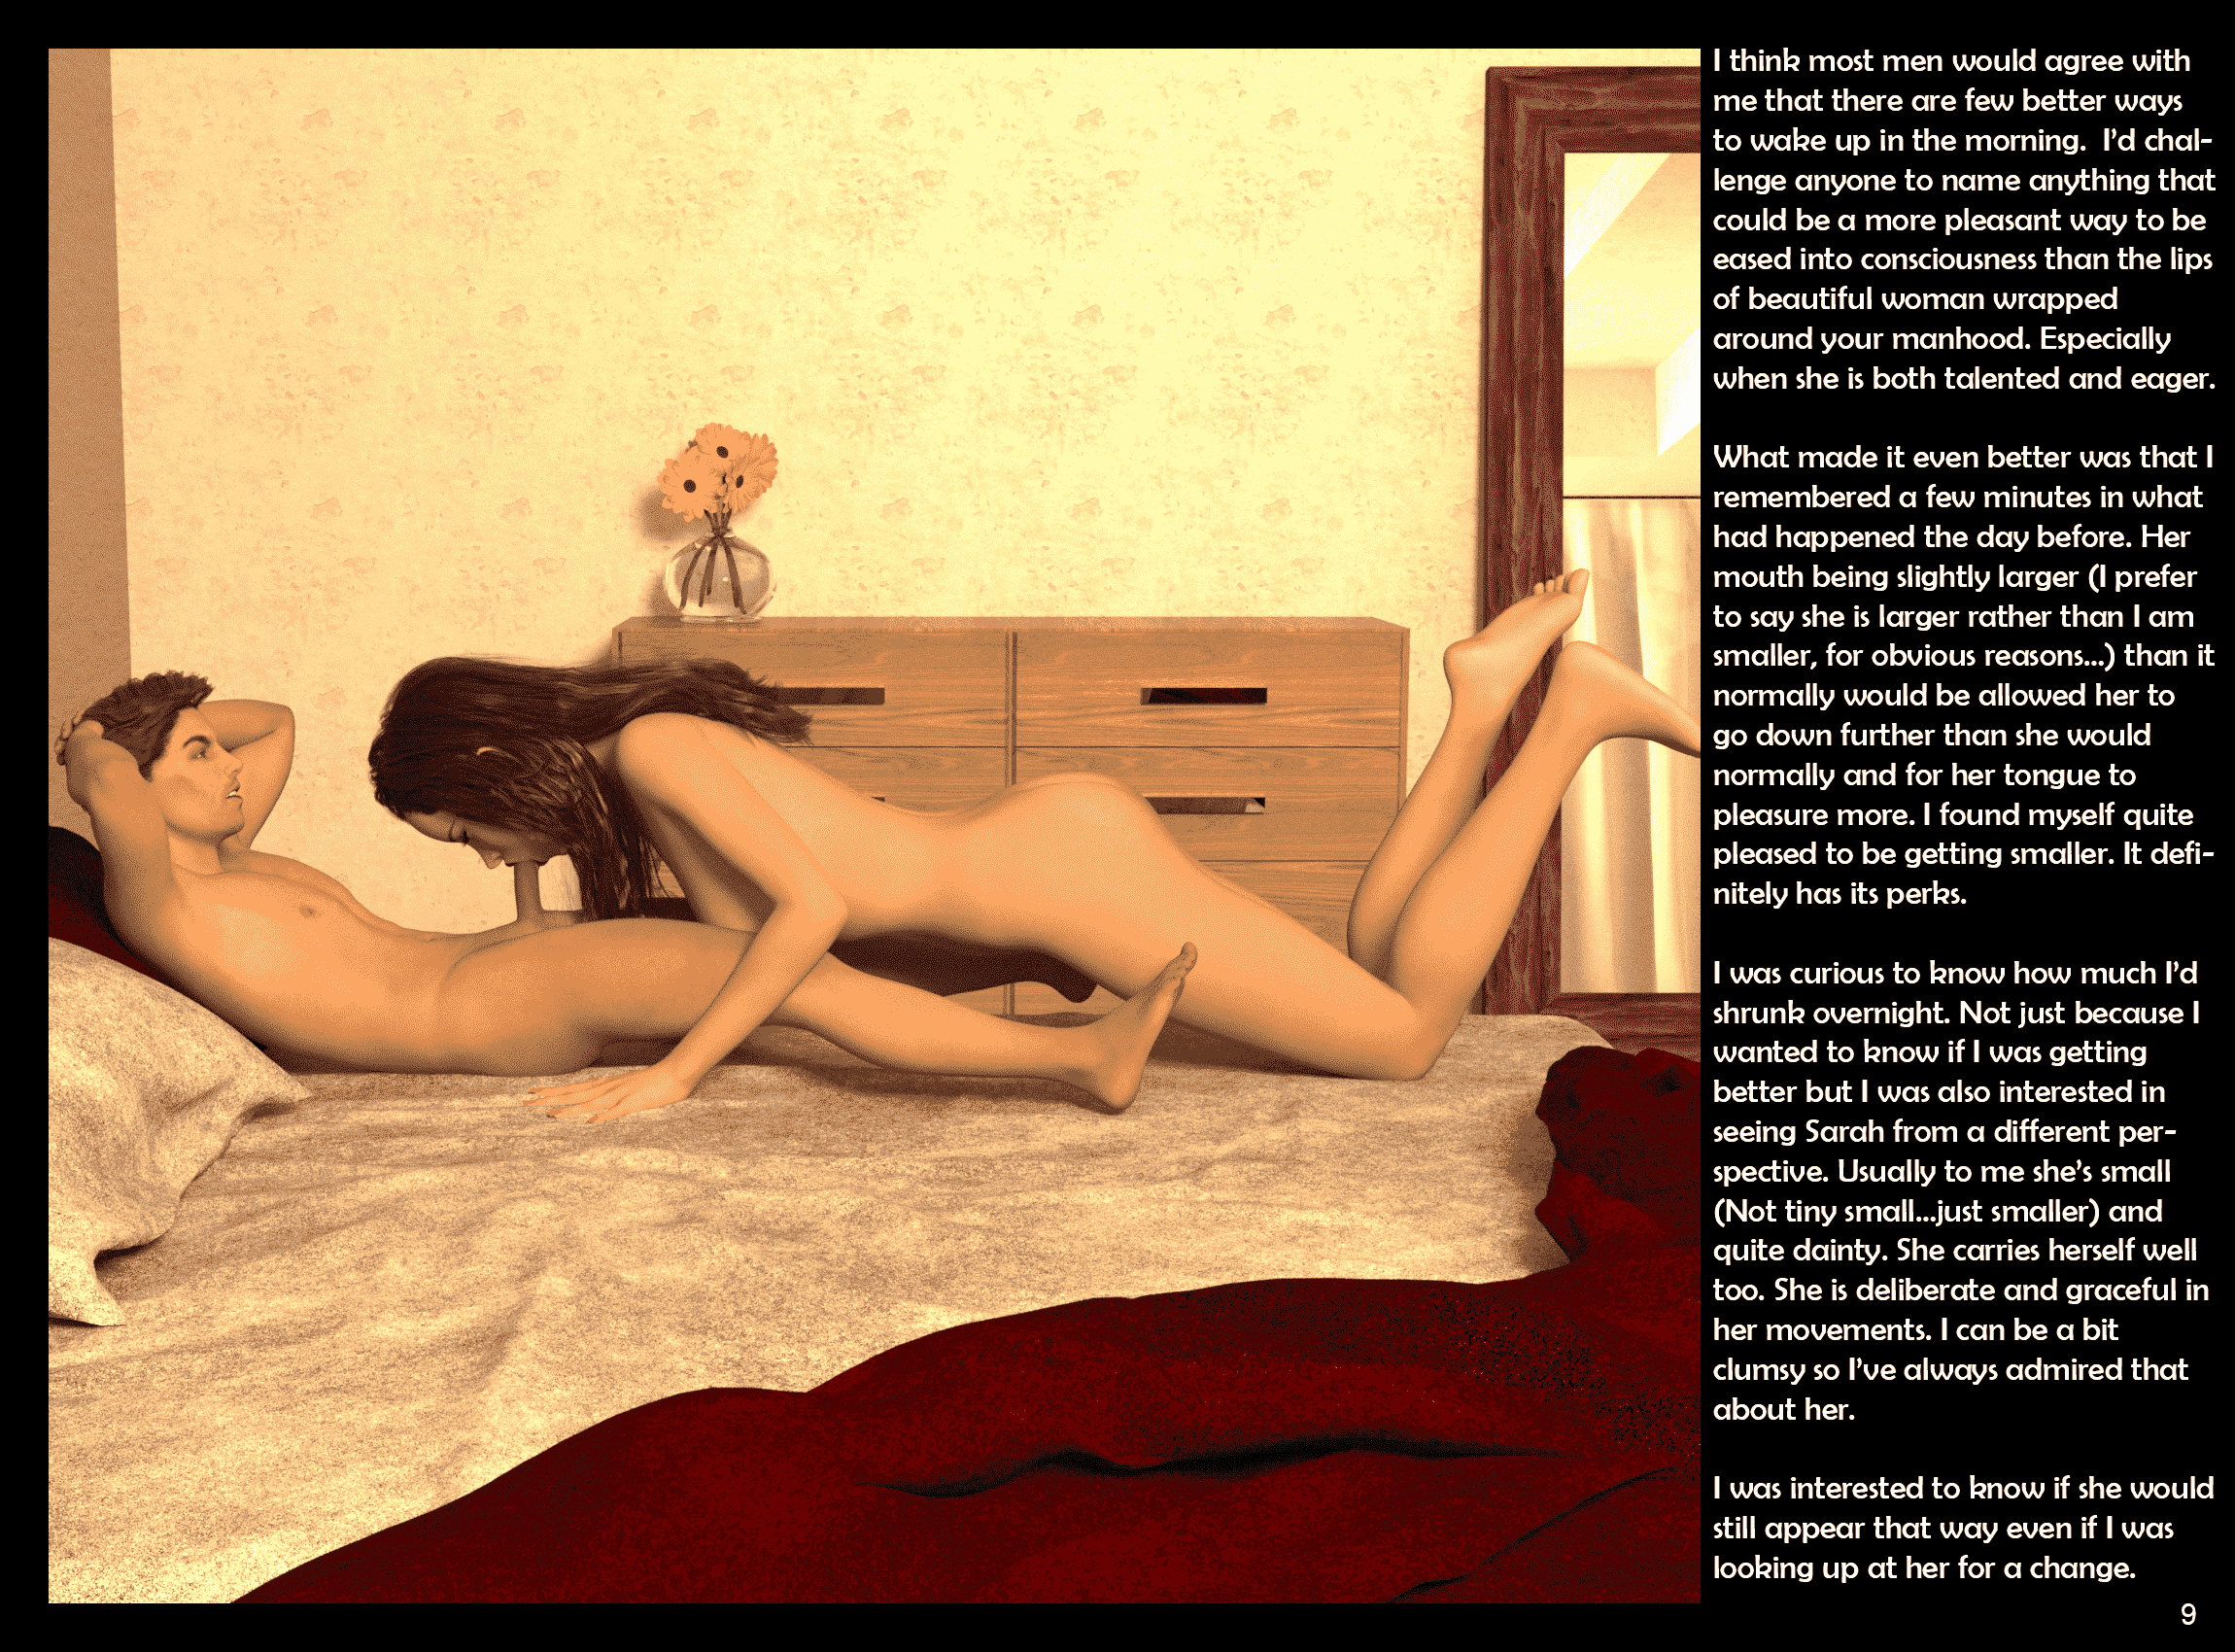 I think most men would agree with
me that there are few better ways
to wake up in the morning.  I'd chal-
lenge anyone to name anything that
could be a more pleasant way to be
eased into consciousness than the lips
of beautiful woman wrapped
around your manhood. Especially
when she is both talented and eager.
What made it even better was that I
remembered a few minutes in what
had happened the day before. Her
mouth being slightly larger (I prefer
to say she is larger rather than I am
smaller, for obvious reasons...) than it
normally would be allowed her to
go down further than she would
normally and for her tongue to
pleasure more. I found myself quite
pleased to be getting smaller. It defi-
nitely has its perks.
I was curious to know how much I'd
shrunk overnight. Not just because I
wanted to know if I was getting
better but I was also interested in
seeing Sarah from a different per-
spective. Usually to me she's small
(Not tiny small...just smaller) and
quite dainty. She carries herself well
too. She is deliberate and graceful in
her movements. I can be a bit
clumsy so I've always admired that
about her.
I was interested to know if she would
still appear that way even if I was
looking up at her for a change.
9